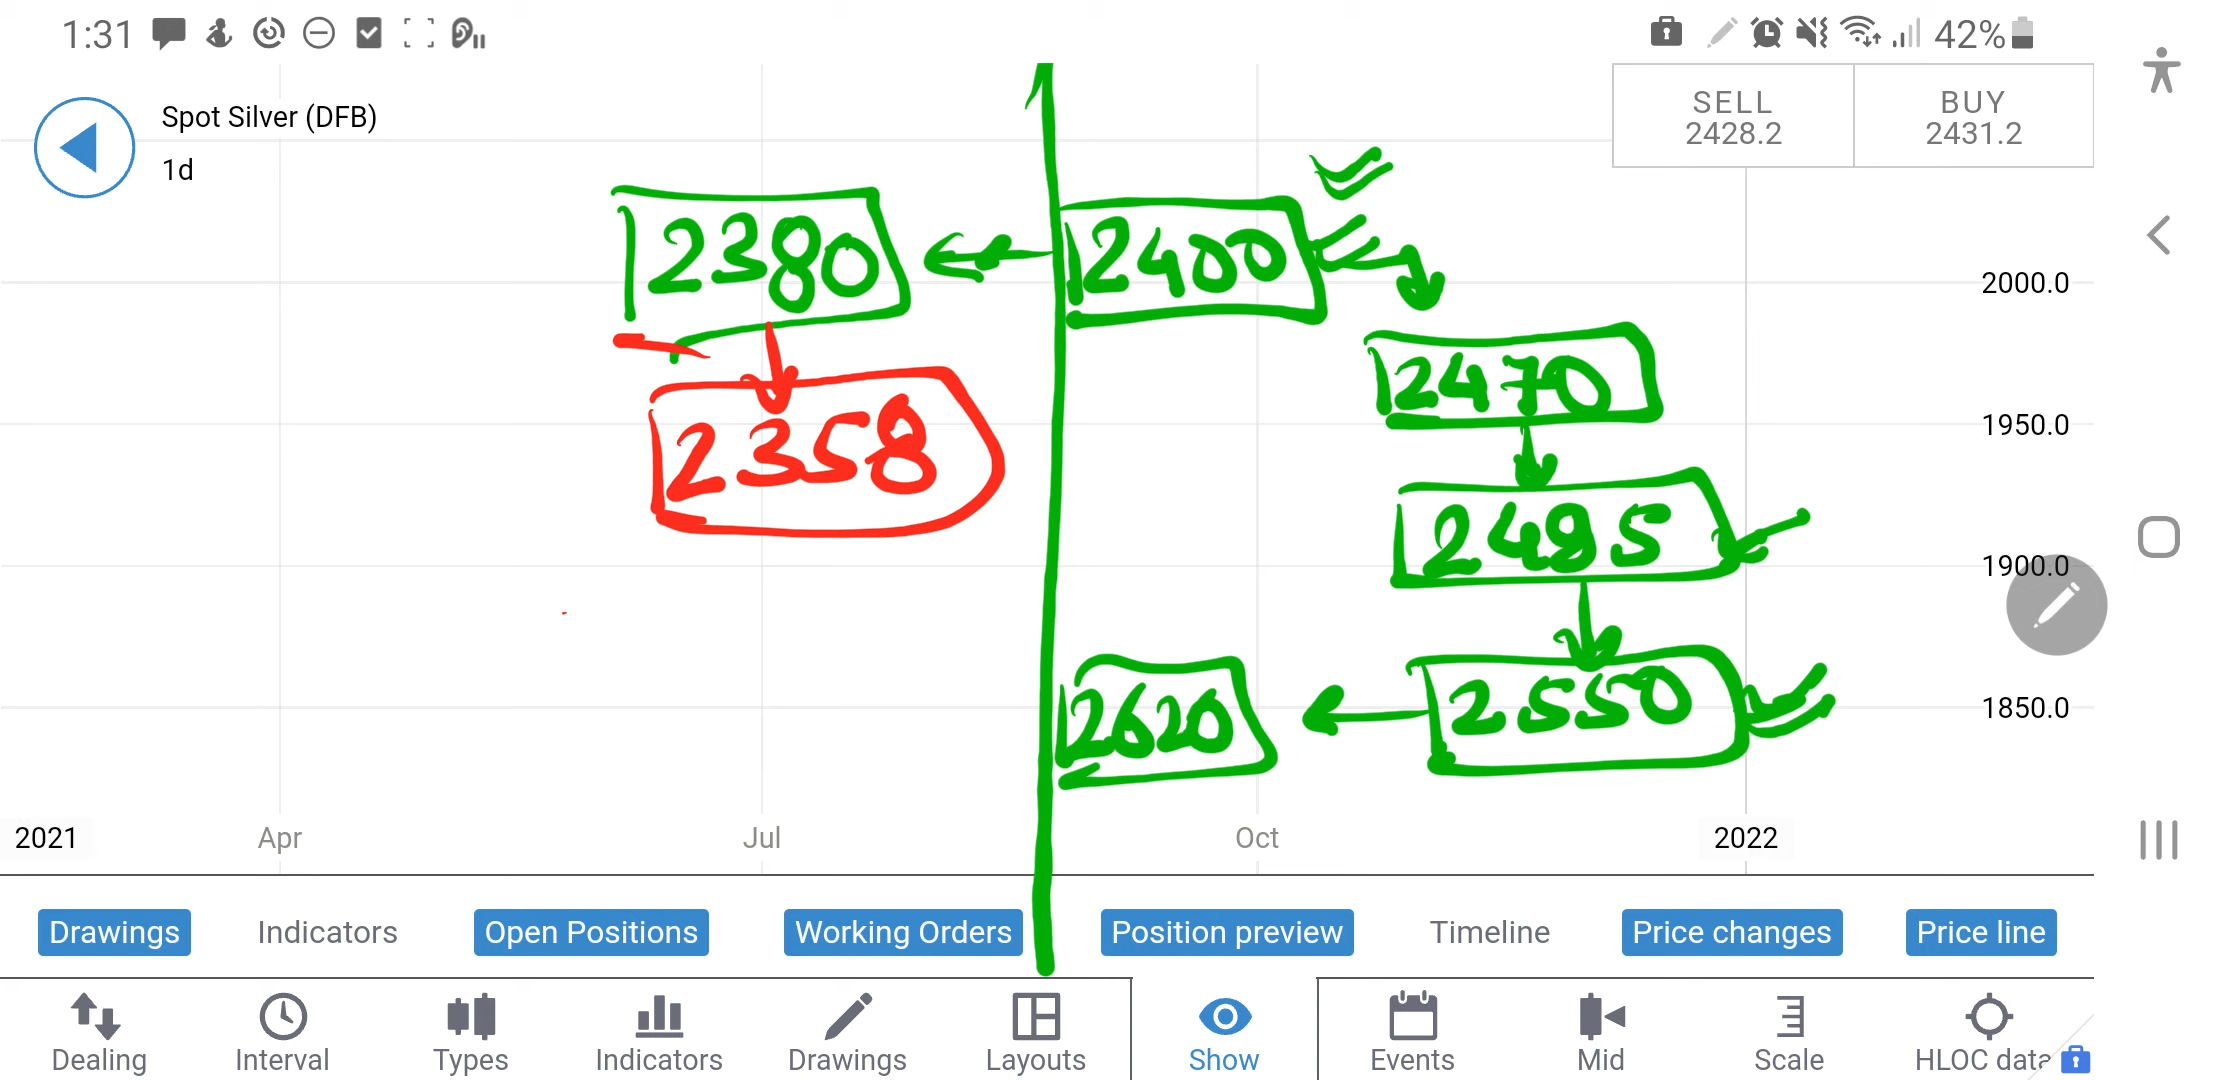 1:31
42%
Spot Silver (DFB)
1d
SELL
2428.2
BUY
2431.2
2380
2400
2000.0
2470
1950.0
2358
2495
1900.0
2620
2550
1850.0
2021 Apr Jul Oct 2022
Drawings Indicators Open Positions Working Orders Position preview Timeline Price changes Price line
Dealing Interval Types Indicators Drawings Layouts Show Events Mid Scale HLOC data